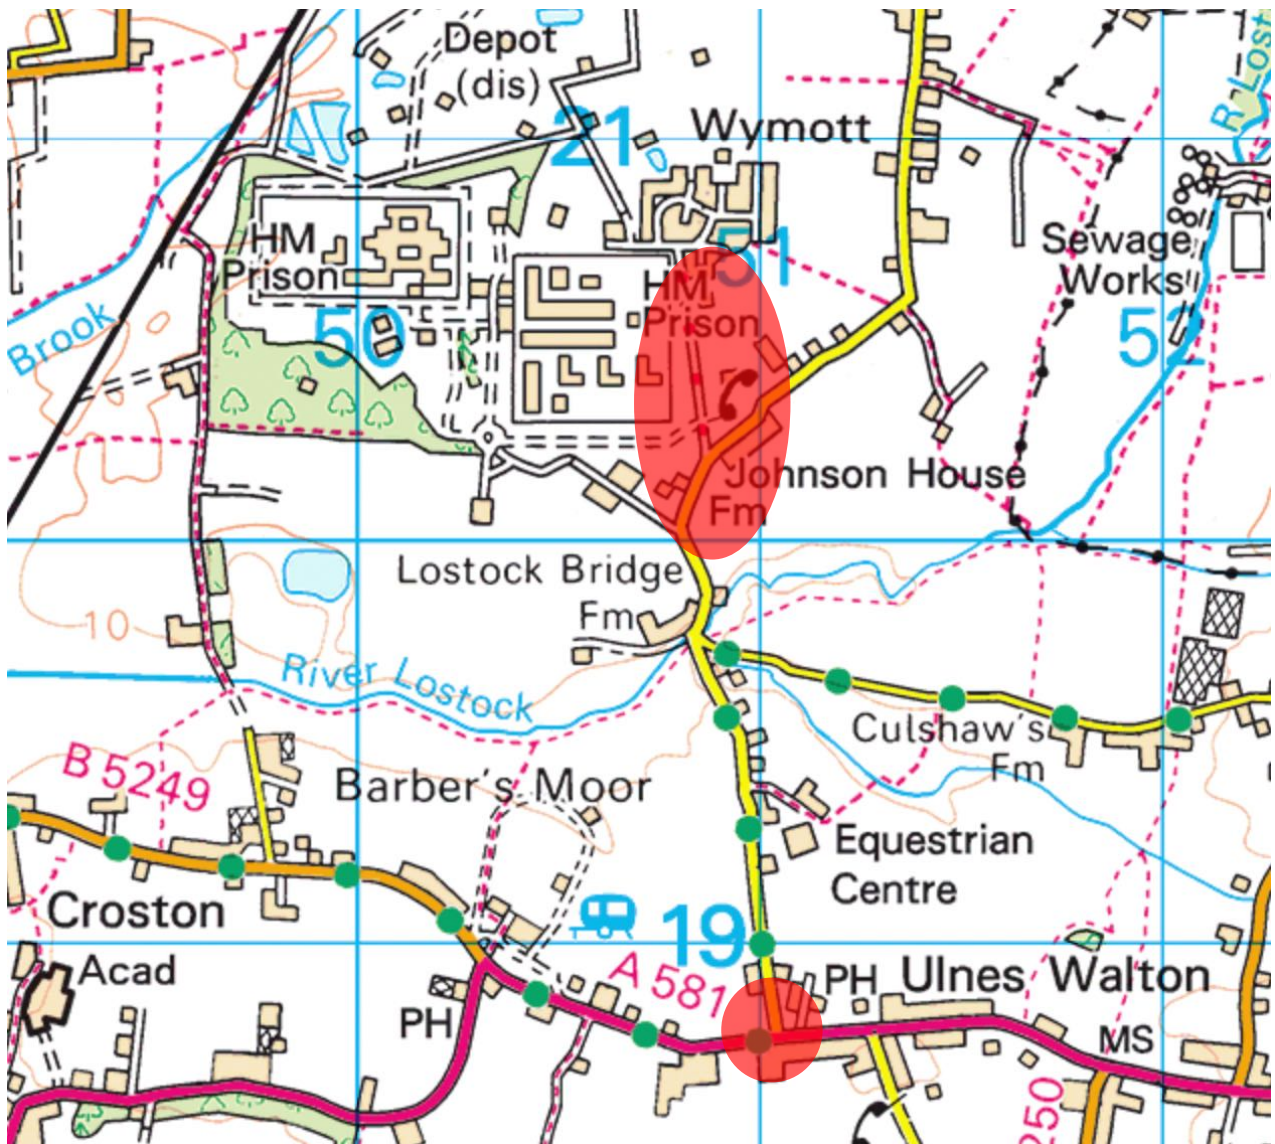 Depot
(dis)
R Lost
21
Wymott
HM
Prison
51
Sewage
Works
HM
Prison
Brook
50
52
Johnson House
Fm
Lostock Bridge
Fm
10
River Lostock
Culshaw's
Fm
B 5249
Barber's Moor
Equestrian
Centre
Croston
19
Acad
A 581
PH
Ulnes Walton
PH
MS
250